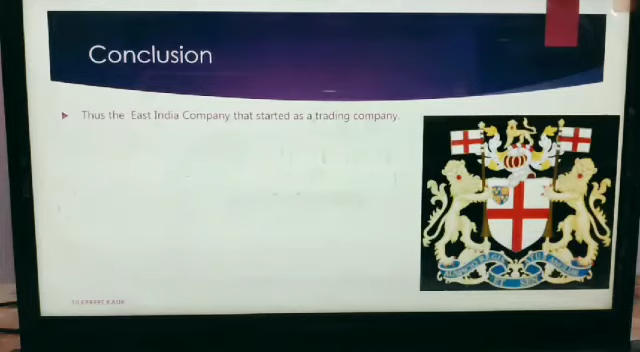 Conclusion
Thus the East India Company that started as a trading company.